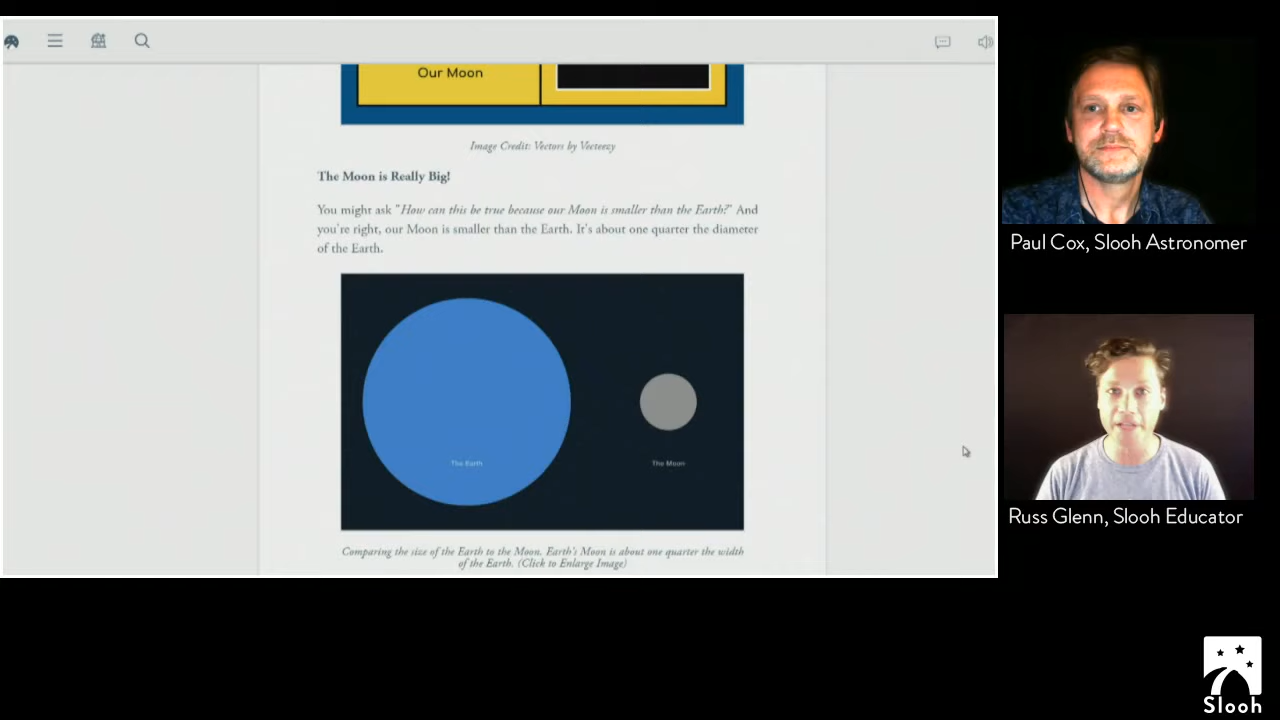 Our Moon
Image Credit: Vectors by Vecteezy
The Moon is Really Big!
You might ask "How can this be true because our Moon is smaller than the Earth?" And
you're right, our Moon is smaller than the Earth. It's about one quarter the diameter
of the Earth.
The Earth
The Moon
Comparing the size of the Earth to the Moon. Earth's Moon is about one quarter the width
of the Earth. (Click to Enlarge Image)
Paul Cox, Slooh Astronomer
Russ Glenn, Slooh Educator
Slooh